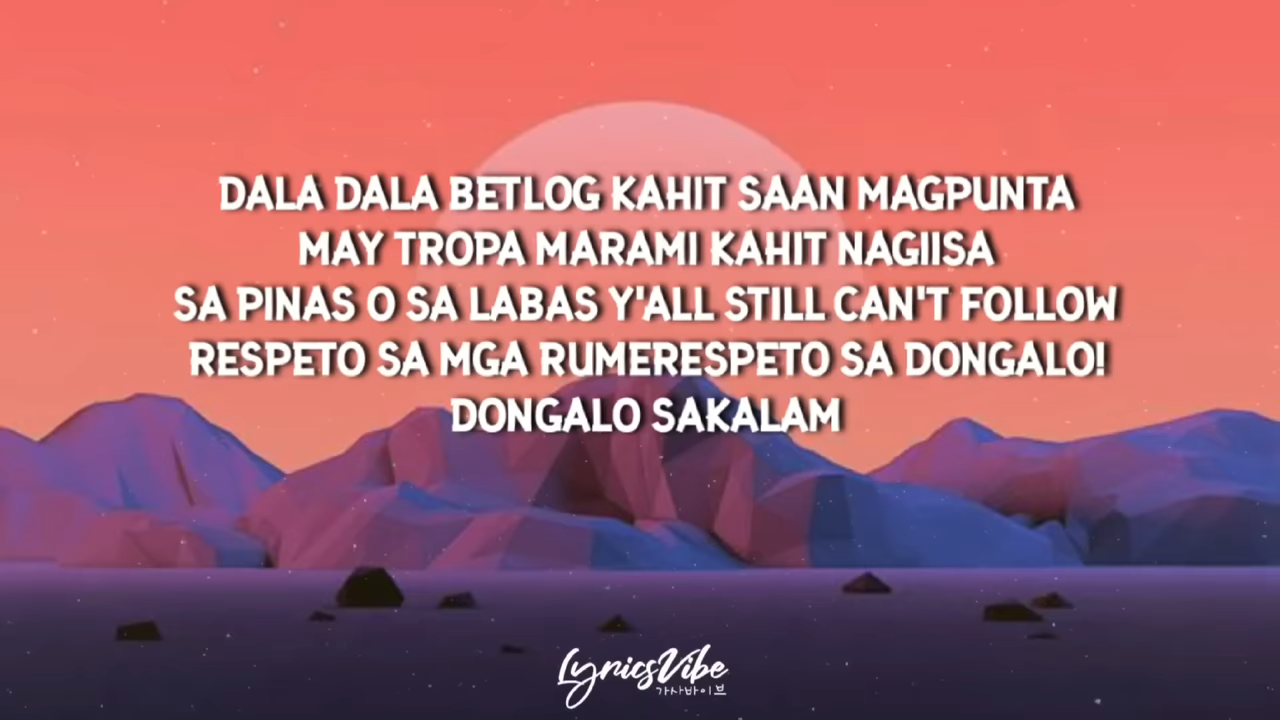 DALA DALA BETLOG KAHIT SAAN MAGPUNTA
MAY TROPA MARAMI KAHIT NAGIISA
SA PINAS O SA LABAS Y'ALL STILL CAN'T FOLLOW
RESPETO SA MGA RUMERESPETO SA DONGALO!
DONGALO SAKALAM
LyricsVibe
가사바이브